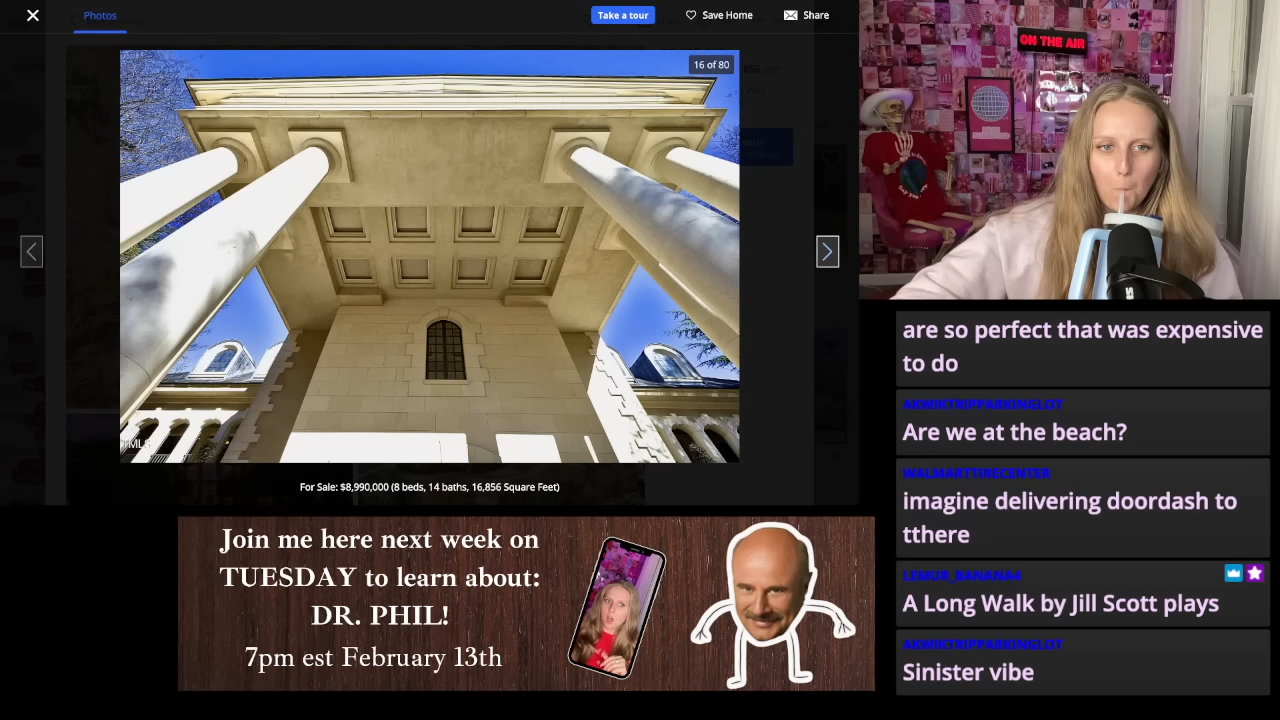 Photos
Take a tour
Save Home
Share
16 of 80
For Sale: $8,990,000 (8 beds, 14 baths, 16,856 Square Feet)
ON THE AIR
are so perfect that was expensive
to do
AKWIKTRIPPARKINGLOT
Are we at the beach?
WALMARTTIRECENTER
imagine delivering doordash to
tthere
LEMUR_BANANA4
A Long Walk by Jill Scott plays
AKWIKTRIPPARKINGLOT
Sinister vibe
Join me here next week on
TUESDAY to learn about:
DR. PHIL!
7pm est February 13th